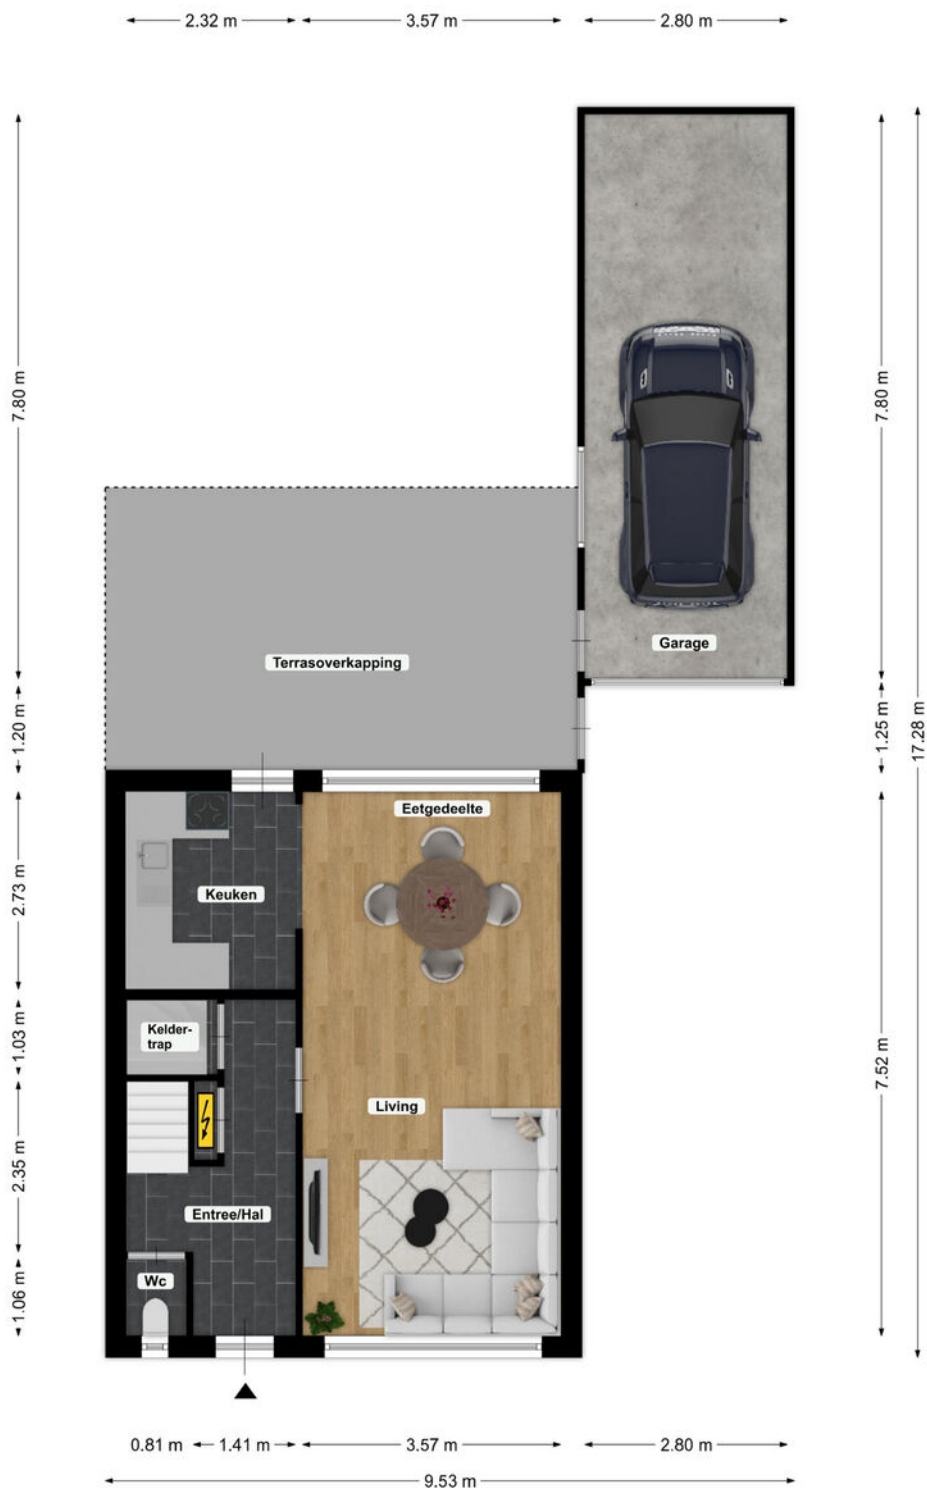 2.32 m
3.57 m
2.80 m
7.80 m
7.80 m
Garage
Terrasoverkapping
1.20 m
1.25 m
17.28 m
Eetgedeelte
2.73 m
Keuken
Kelder-
trap
1.03 m
7.52 m
Living
2.35 m
Entree/Hal
Wc
1.06 m
0.81 m
1.41 m
3.57 m
2.80 m
9.53 m